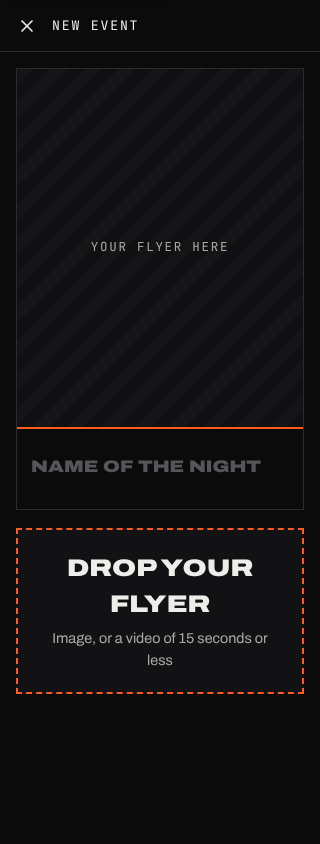 NEW EVENT
YOUR FLYER HERE
NAME OF THE NIGHT
DROP YOUR
FLYER
Image, or a video of 15 seconds or
less